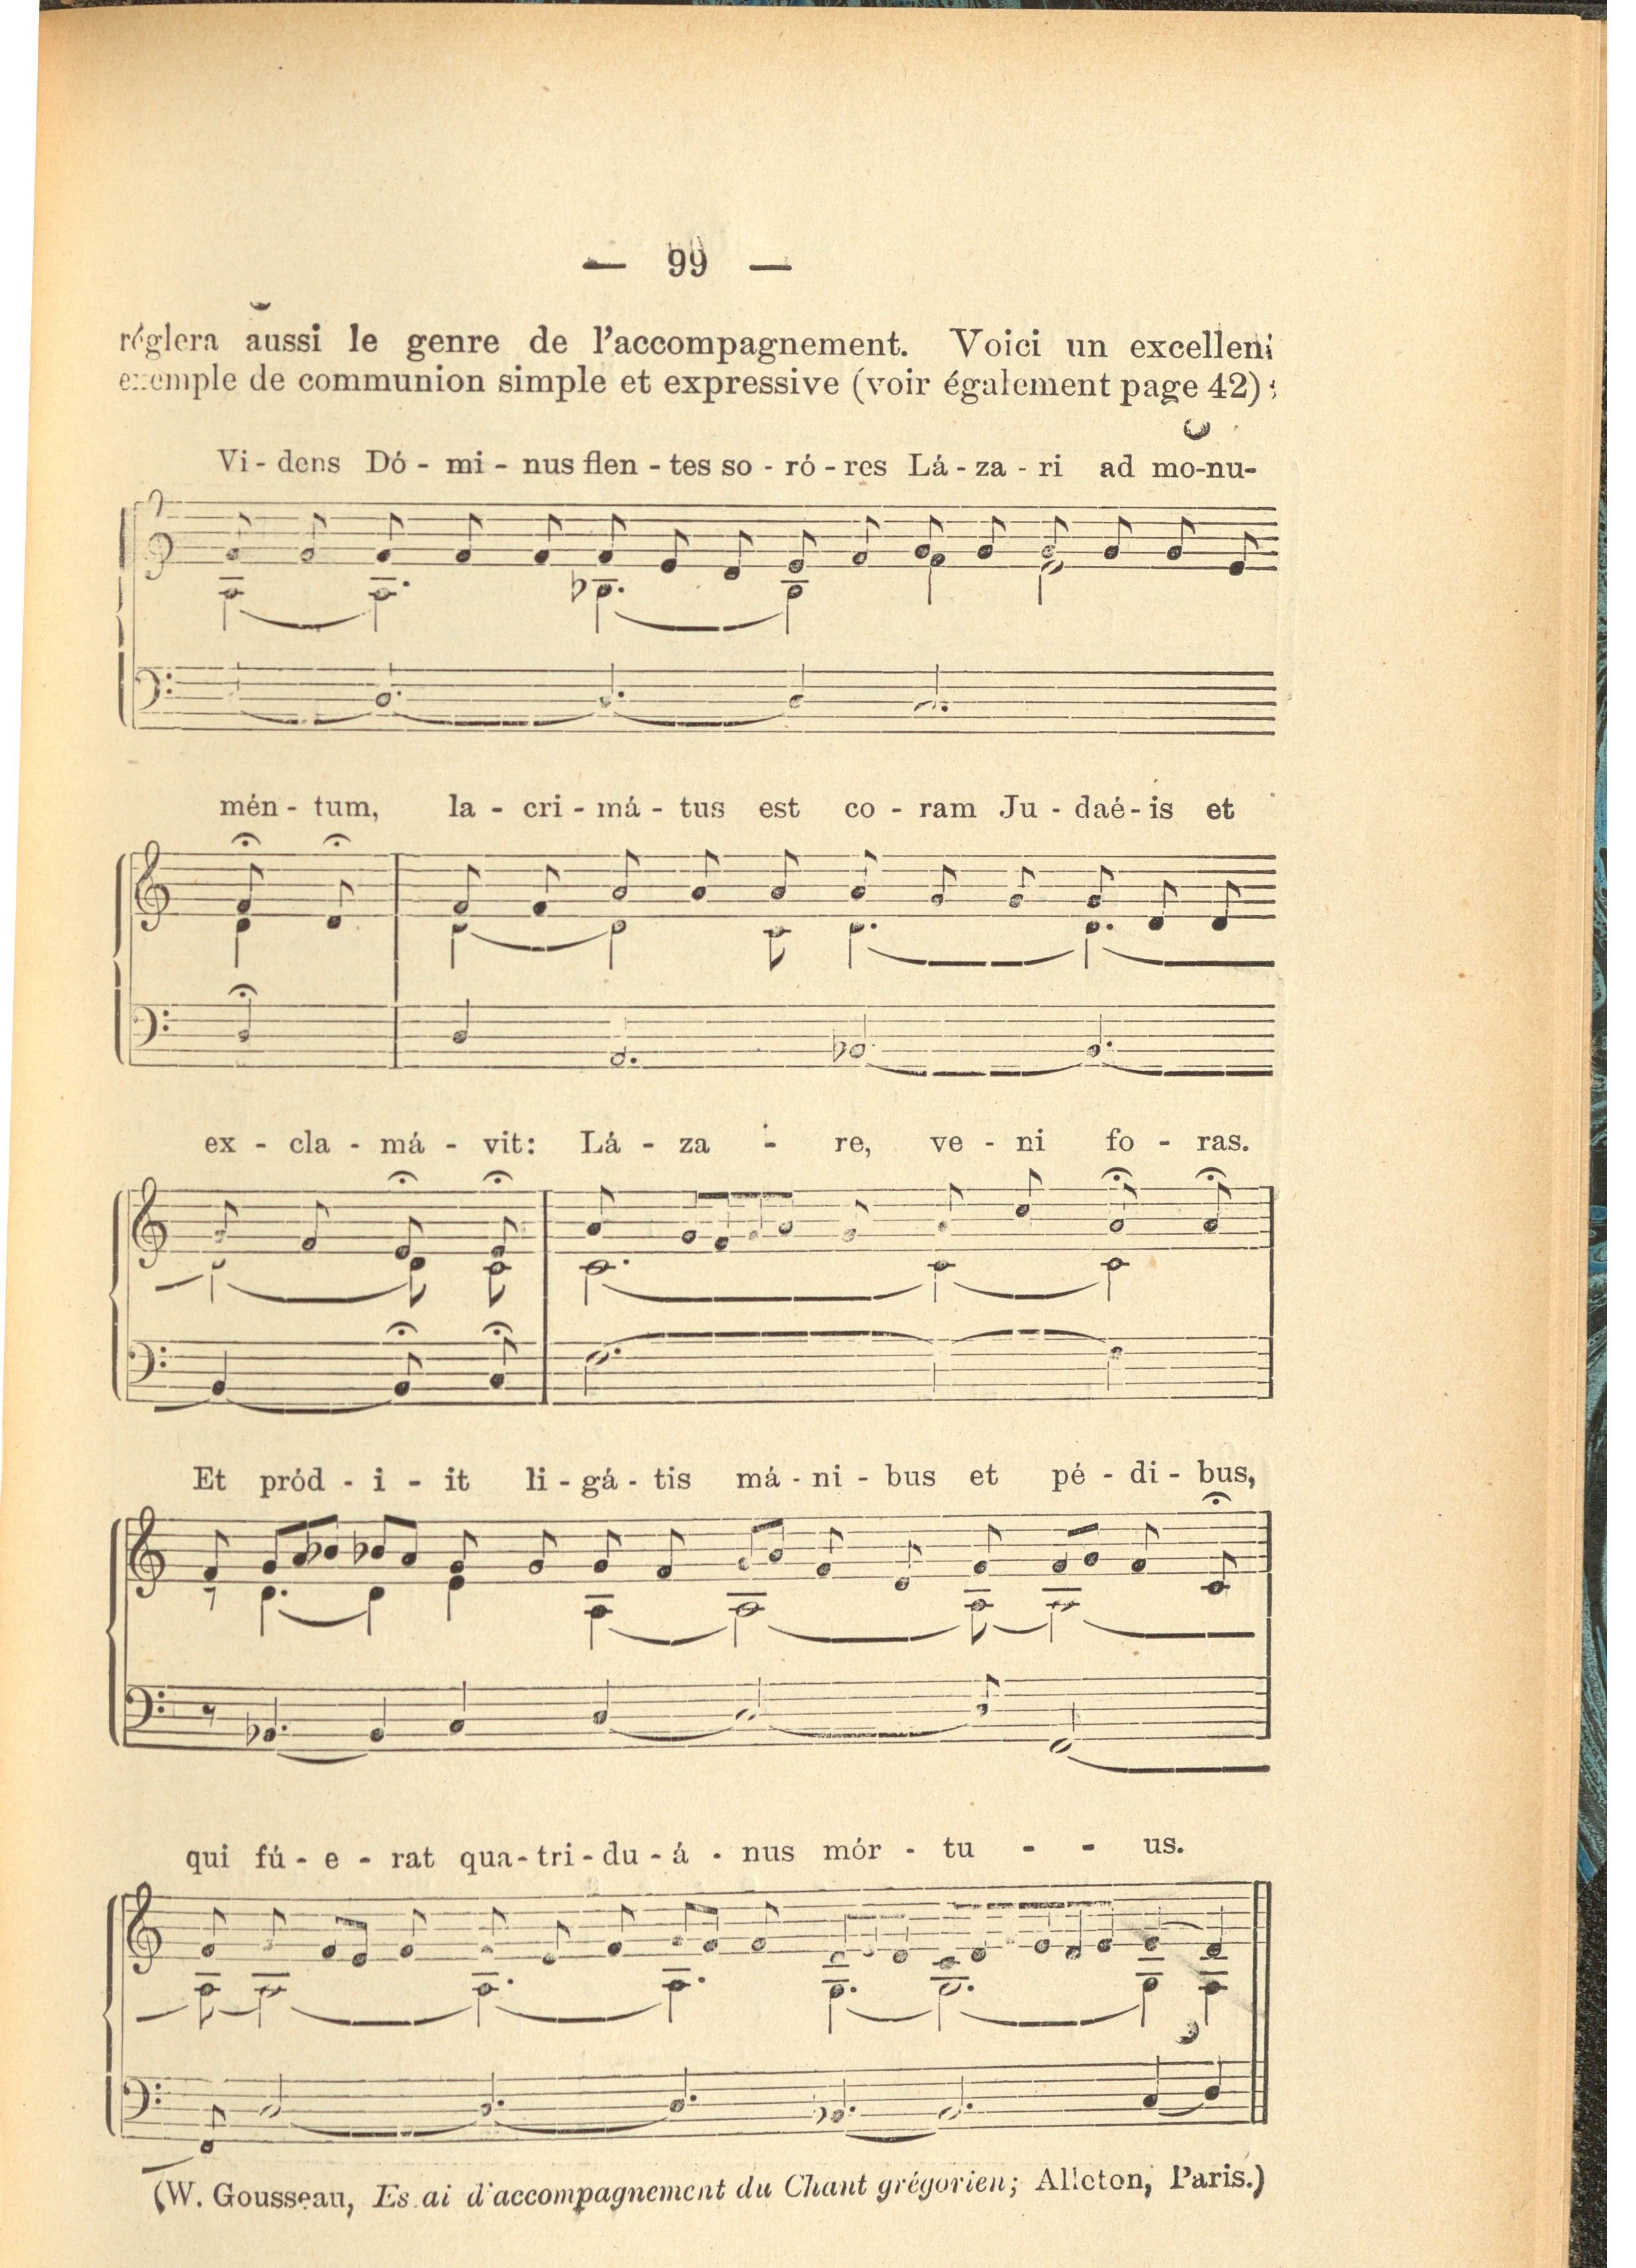 — 99 —
réglera aussi le genre de l'accompagnement. Voici un excellent
exemple de communion simple et expressive (voir également page 42) :
Vi - dens Dó - mi - nus flen - tes so - ró - res Lá - za - ri ad mo-nu-
mén - tum, la - cri - má - tus est co - ram Ju - daé - is et
ex - cla - má - vit: Lá - za - re, ve - ni fo - ras.
Et pród - i - it li - gá - tis má - ni - bus et pé - di - bus,
qui fú - e - rat qua - tri - du - á - nus mór - tu - - us.
(W. Gousseau, Es ai d'accompagnement du Chant grégorien; Alleton, Paris.)